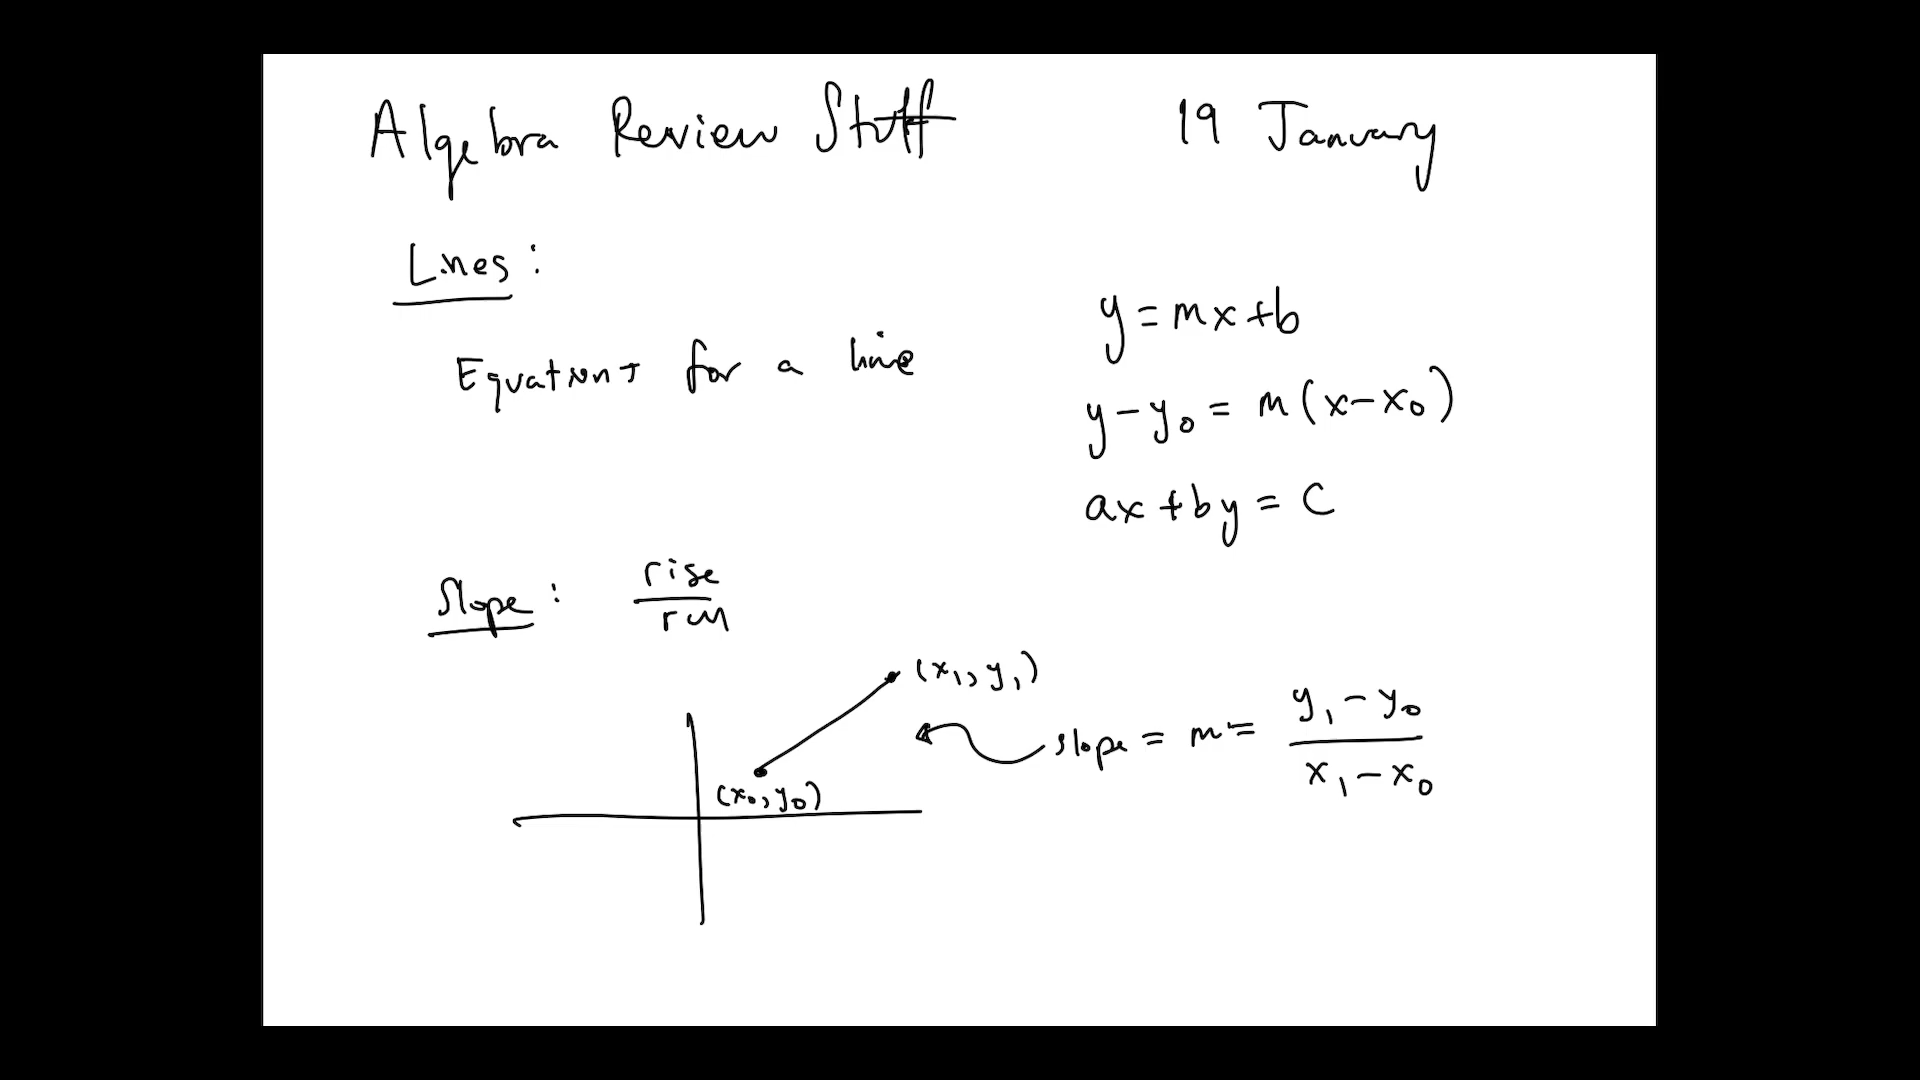 Algebra Review Stuff 19 January
Lines:
y = mx + b
Equations for a line
y - y₀ = m(x - x₀)
ax + by = c
Slope: rise/run
(x₁, y₁)
slope = m = (y₁ - y₀)/(x₁ - x₀)
(x₀, y₀)